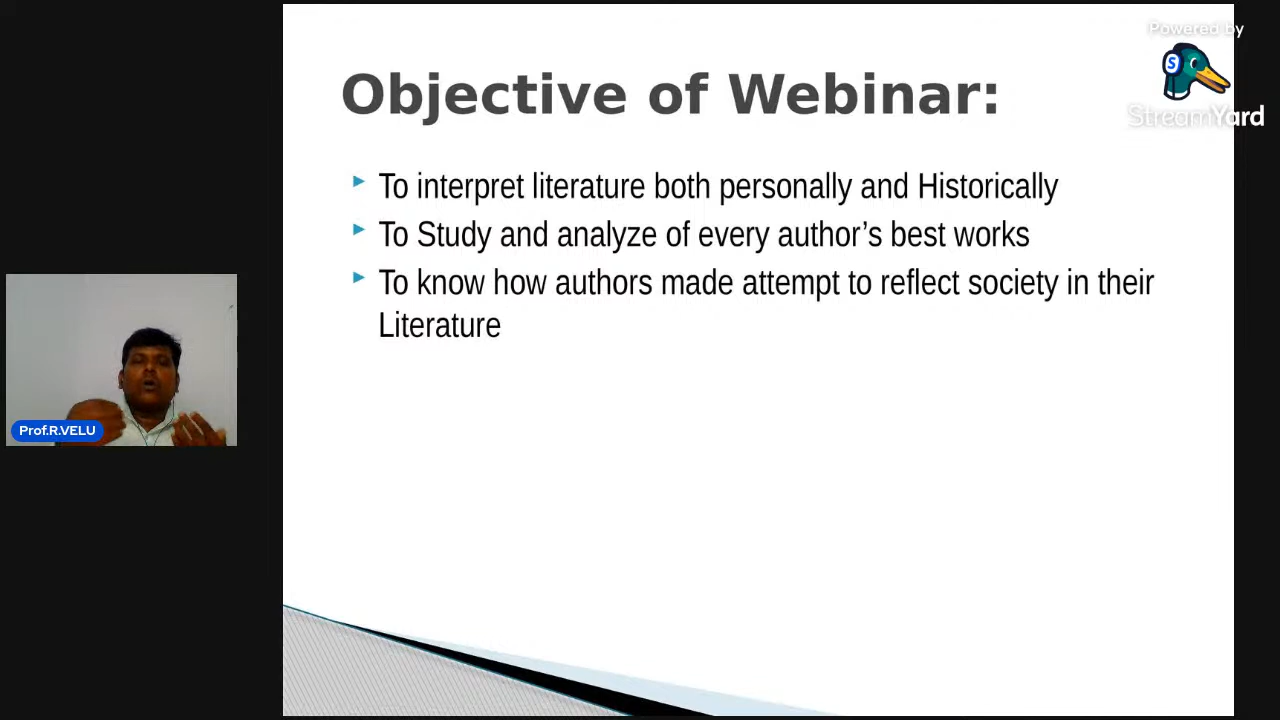 Powered by
StreamYard
Objective of Webinar:
To interpret literature both personally and Historically
To Study and analyze of every author’s best works
To know how authors made attempt to reflect society in their
Literature
Prof.R.VELU